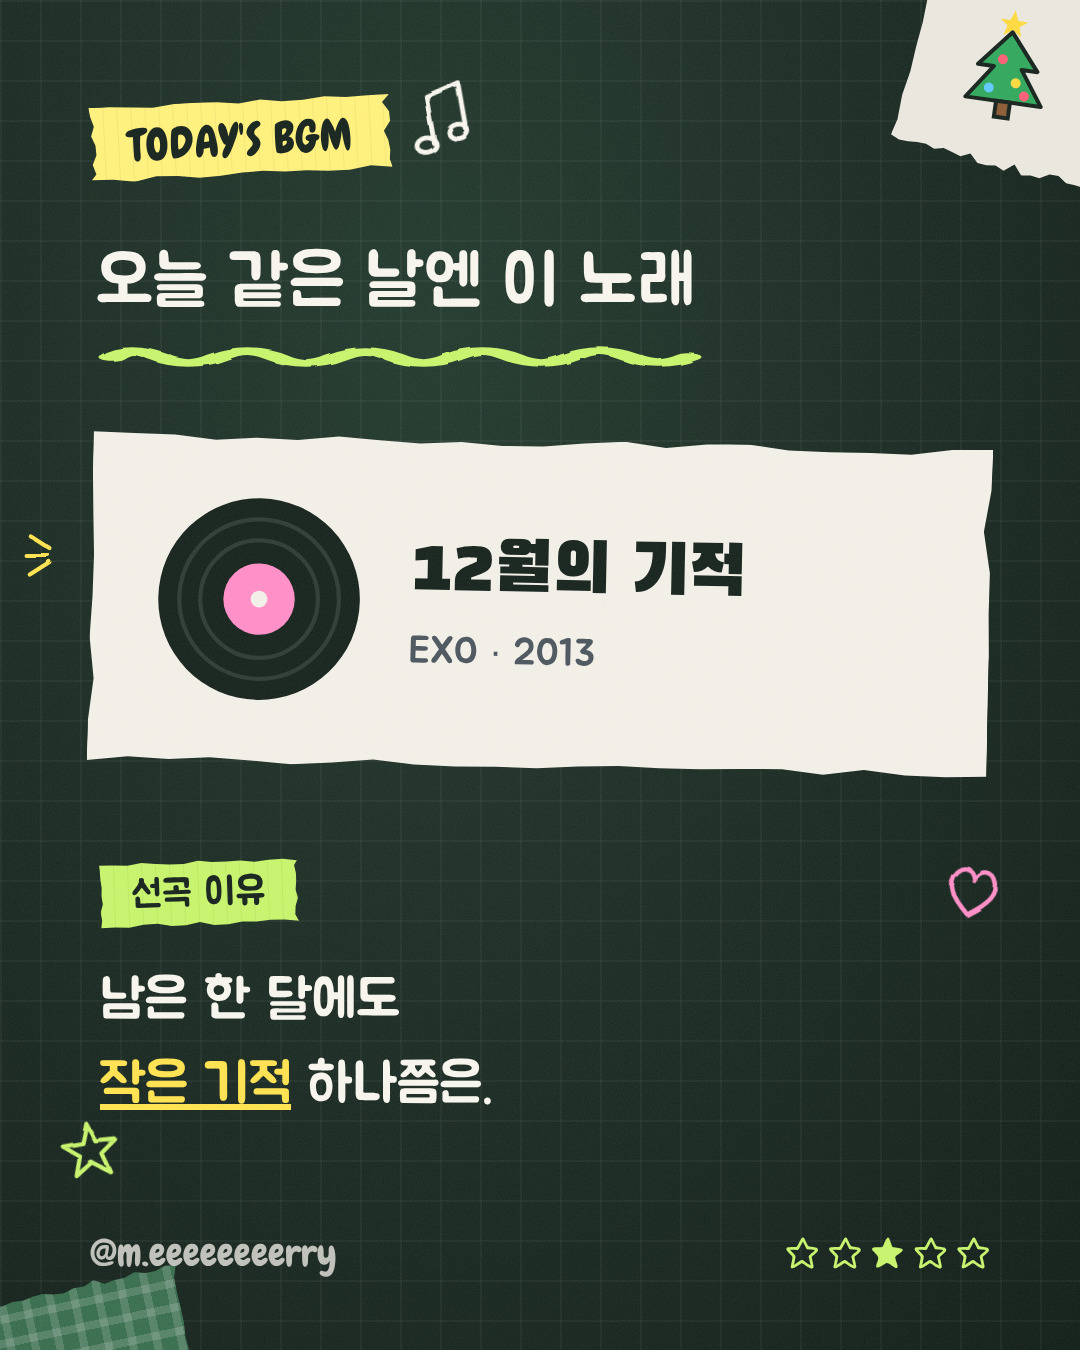 TODAY'S BGM
오늘 같은 날엔 이 노래
12월의 기적
EXO · 2013
선곡 이유
남은 한 달에도
작은 기적 하나쯤은.
@m.eeeeeeeerry